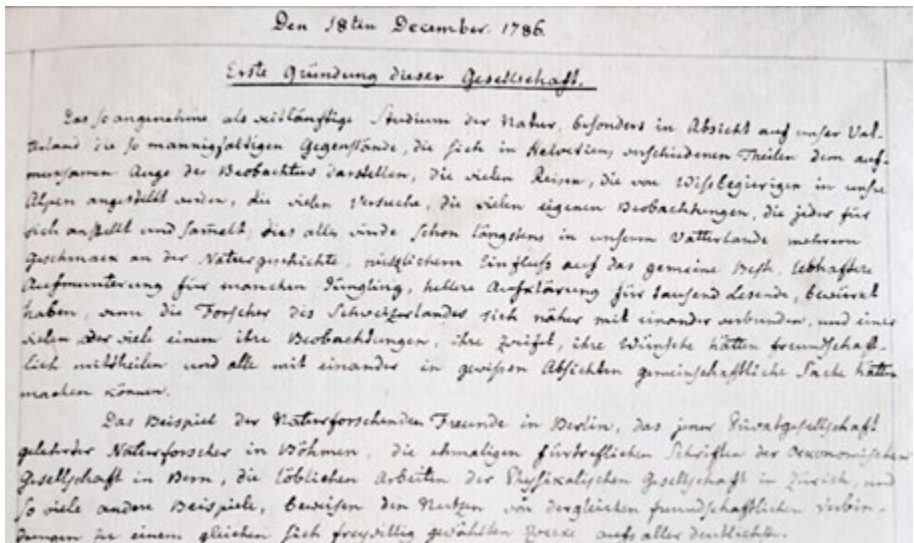 Den 18ten December. 1786.
Erste Gründung dieser Gesellschaft.
Das so angenehme als weitläuftige Studium der Natur, besonders in Absicht auf unser Vat-
terland die so mannigfaltigen Gegenstände, die sich in Helvetiens verschiedenen Theilen dem auf-
merksamen Auge des Beobachters darstellen, die vielen Reisen, die von Wissbegierigen in unsre
Alpen angestellt werden, die vielen Versuche, die vielen eigenen Beobachtungen, die jeder für
sich anstellt und samelt, dies alles würde schon längstens in unserm Vatterlande mehrern
Geschmack an der Naturgeschichte, nützlichern Einfluss auf das gemeine Beste, lebhaftere
Aufmunterung für manchen Jüngling, hellere Aufklärung für tausend Lesende, bewürkt
haben, wenn die Forscher des Schweizerlandes sich näher mit einander verbunden, und einer
vielen oder viele einem ihre Beobachtungen, ihre Zweifel, ihre Wünsche hätten freundschaft-
lich mittheilen und alle mit einander in gewissen Absichten gemeinschaftliche Sache hätten
machen können.
Das Beispiel der Naturforschenden Freunde in Berlin, das jener Privatgesellschaft
gelehrter Naturforscher in Böhmen, die ehmaligen fürtreflichen Schriften der Oekonomischen
Gesellschaft in Bern, die löblichen Arbeiten der Physikalischen Gesellschaft in Zürich, und
so viele andere Beispiele, beweisen den Nutzen von dergleichen freundschaftlichen Verbin-
dungen zu einem gleichen sich freywillig gewählten Zwecke aufs aller deutlichste.